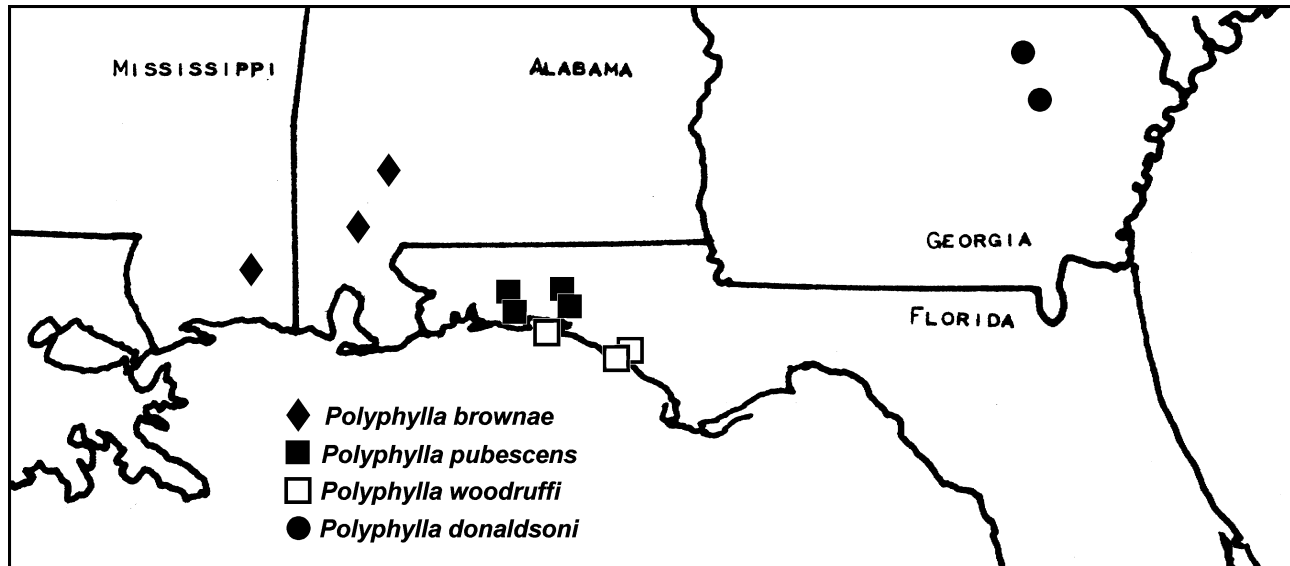 MISSISSIPPI
ALABAMA
GEORGIA
FLORIDA
Polyphylla brownae
Polyphylla pubescens
Polyphylla woodruffi
Polyphylla donaldsoni